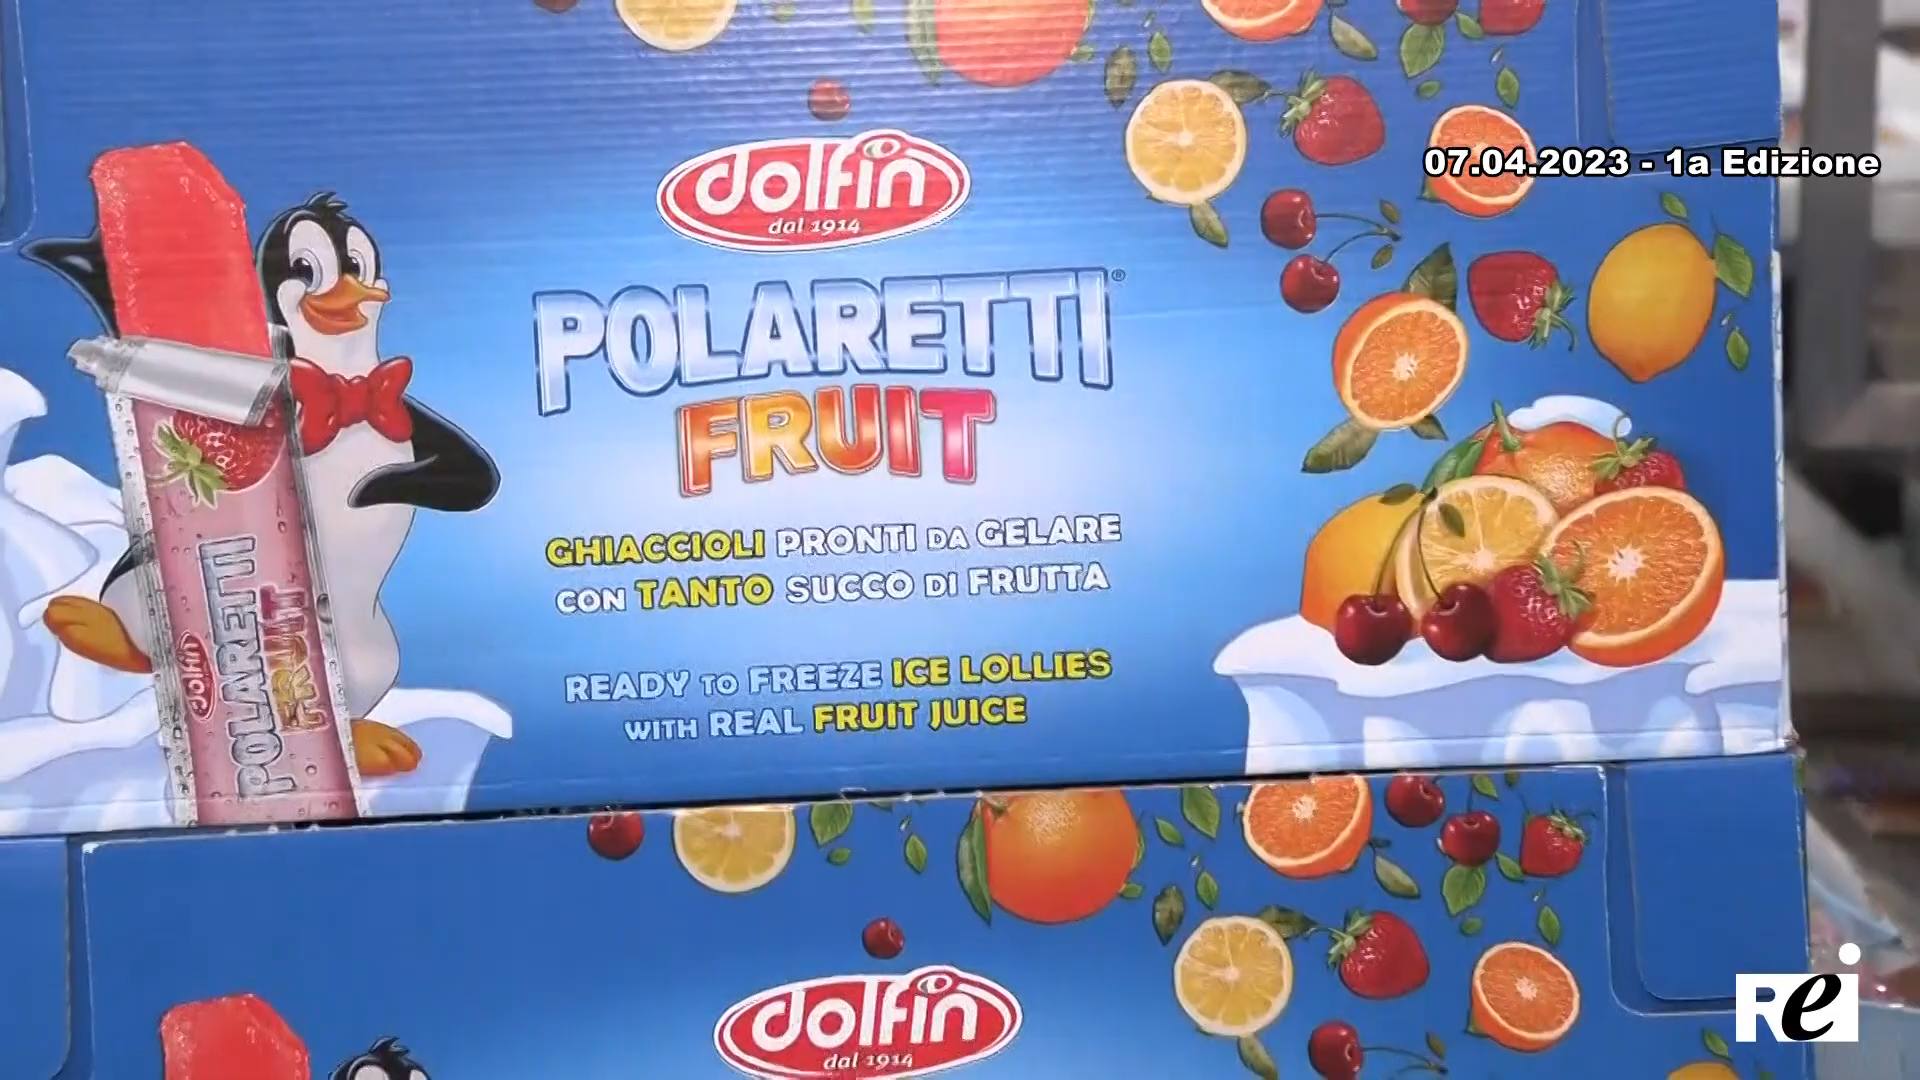 07.04.2023 - 1a Edizione
dolfin
dal 1914
POLARETTI®
FRUIT
GHIACCIOLI PRONTI DA GELARE
CON TANTO SUCCO DI FRUTTA
READY TO FREEZE ICE LOLLIES
WITH REAL FRUIT JUICE
dolfin
POLARETTI
FRUIT
dolfin
dal 1914
Rei